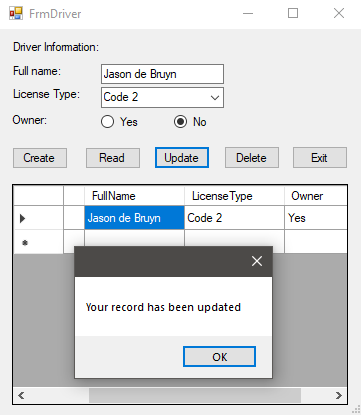 FrmDriver
Driver Information:
Full name: Jason de Bruyn
License Type: Code 2
Owner: Yes No
Create Read Update Delete Exit
FullName LicenseType Owner
Jason de Bruyn Code 2 Yes
Your record has been updated
OK